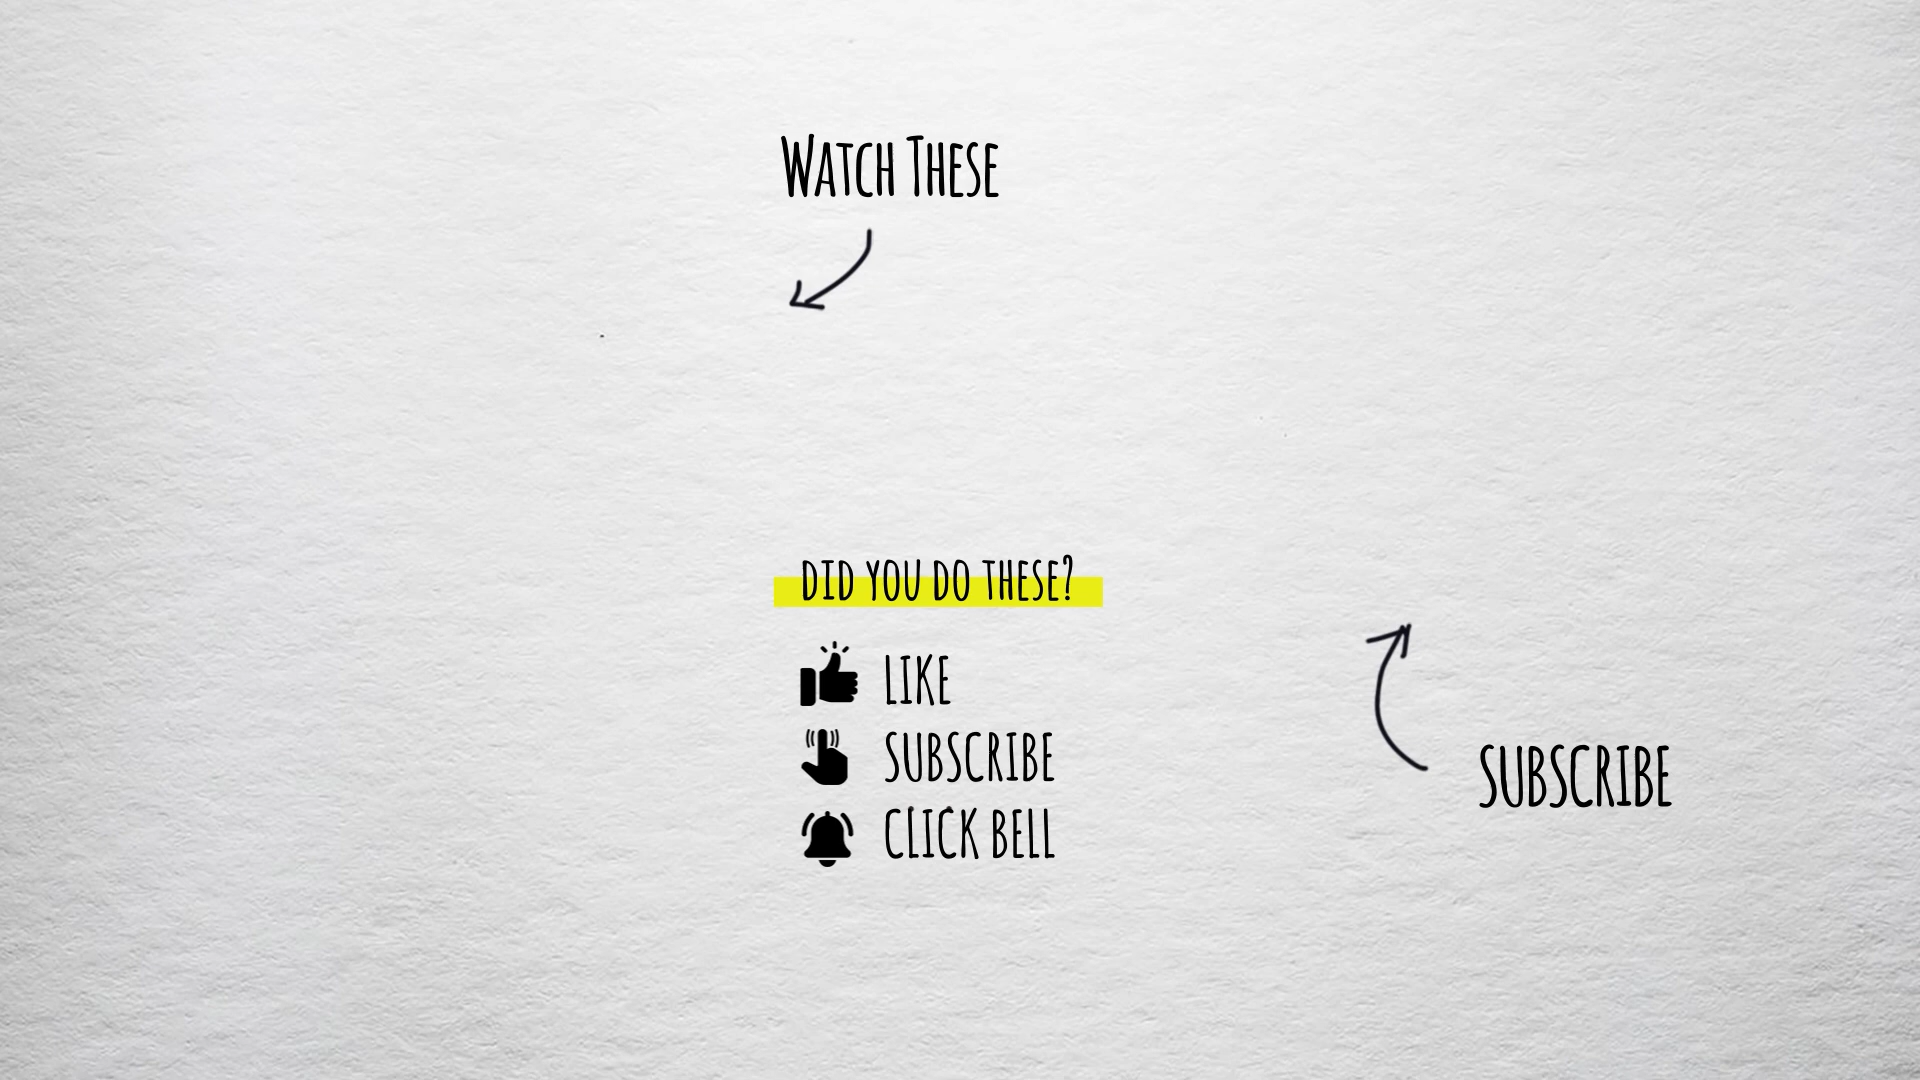 Watch These
DID YOU DO THESE?
LIKE
SUBSCRIBE
CLICK BELL
SUBSCRIBE